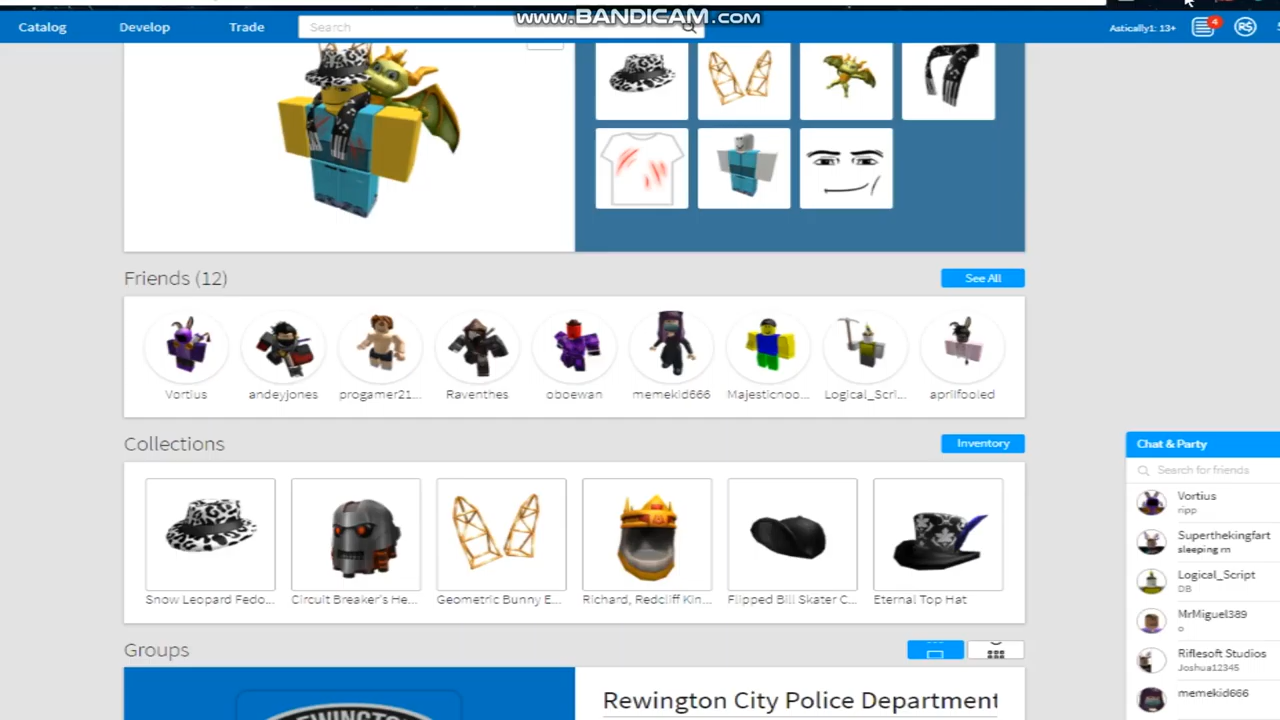 www.BANDICAM.com
Catalog Develop Trade Search Astically1: 13+ 4 R$
Friends (12) See All
Vortius andeyjones progamer21... Raventhes oboewan memekid666 Majesticnoo... Logical_Scri... aprilfooled
Collections Inventory
Snow Leopard Fedo... Circuit Breaker's He... Geometric Bunny E... Richard, Redcliff Kin... Flipped Bill Skater C... Eternal Top Hat
Groups
Rewington City Police Department
REWINGTON
Chat & Party
Search for friends
Vortius
ripp
Superthekingfart
sleeping rn
Logical_Script
DB
MrMiguel389
o
Riflesoft Studios
Joshua12345
memekid666